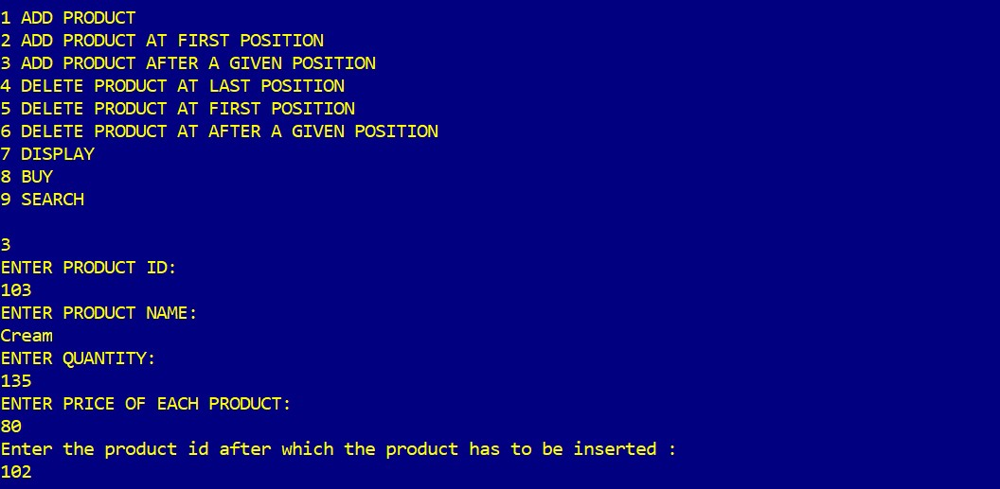 1 ADD PRODUCT
2 ADD PRODUCT AT FIRST POSITION
3 ADD PRODUCT AFTER A GIVEN POSITION
4 DELETE PRODUCT AT LAST POSITION
5 DELETE PRODUCT AT FIRST POSITION
6 DELETE PRODUCT AT AFTER A GIVEN POSITION
7 DISPLAY
8 BUY
9 SEARCH
3
ENTER PRODUCT ID:
103
ENTER PRODUCT NAME:
Cream
ENTER QUANTITY:
135
ENTER PRICE OF EACH PRODUCT:
80
Enter the product id after which the product has to be inserted :
102